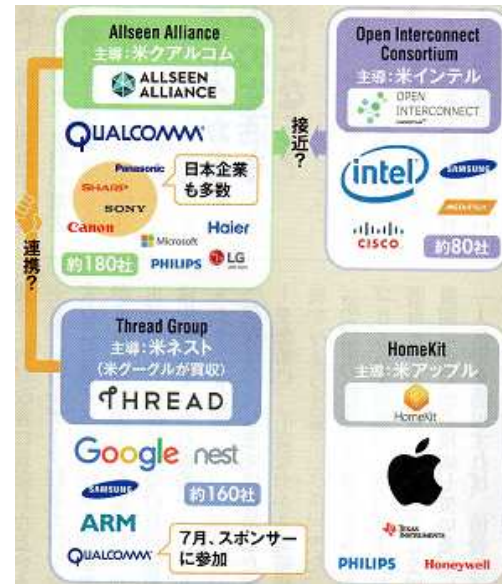 Allseen Alliance
主導:米クアルコム
ALLSEEN
ALLIANCE
QUALCOMM
Panasonic
SHARP
SONY
Canon
日本企業
も多数
Microsoft
Haier
約180社
PHILIPS
LG
接近?
Open Interconnect
Consortium
主導:米インテル
OPEN
INTERCONNECT
intel
SAMSUNG
CISCO
約80社
連携?
Thread Group
主導:米ネスト
(米グーグルが買収)
THREAD
Google nest
SAMSUNG
約160社
ARM
QUALCOMM
7月、スポンサー
に参加
HomeKit
主導:米アップル
HomeKit
TEXAS
INSTRUMENTS
PHILIPS
Honeywell